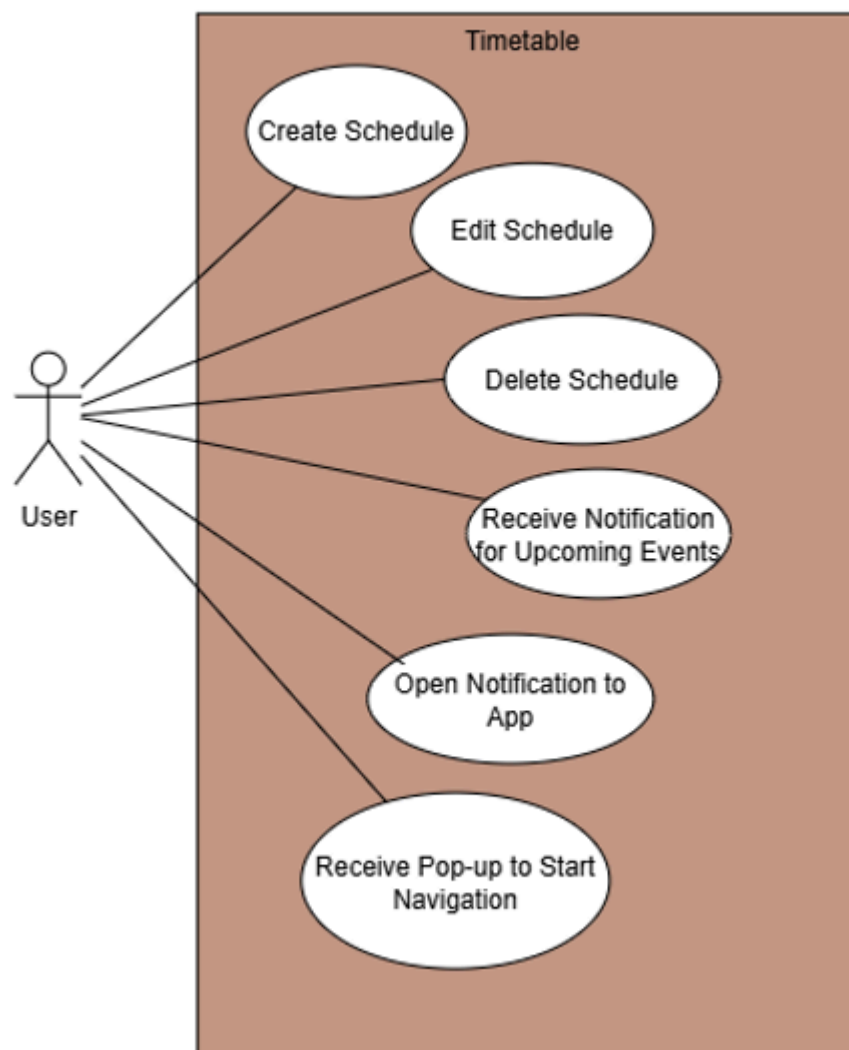 Timetable
Create Schedule
Edit Schedule
Delete Schedule
User
Receive Notification
for Upcoming Events
Open Notification to
App
Receive Pop-up to Start
Navigation